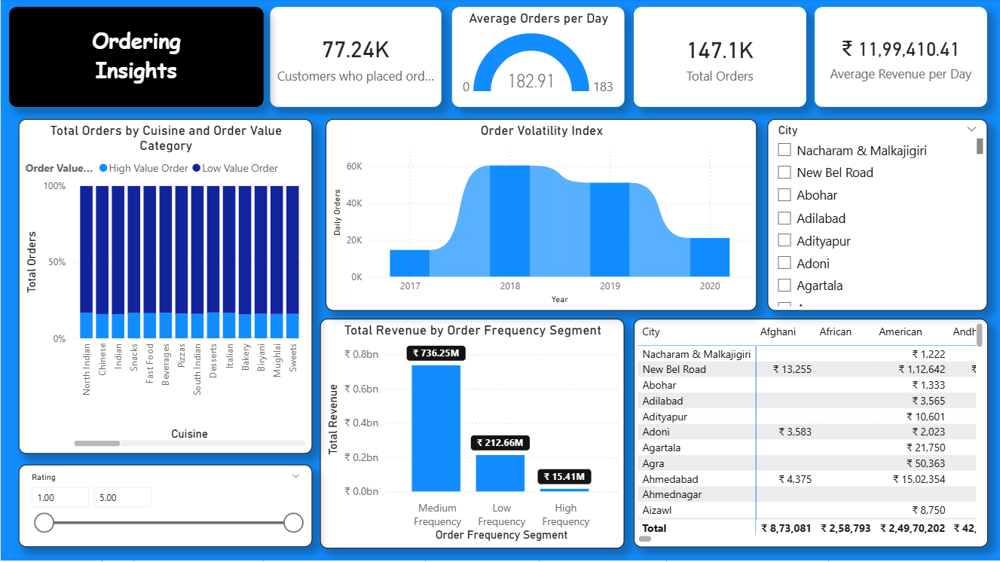 Ordering
Insights
77.24K
Customers who placed ord...
Average Orders per Day
182.91
0
183
147.1K
Total Orders
₹ 11,99,410.41
Average Revenue per Day
Total Orders by Cuisine and Order Value
Category
Order Value... High Value Order Low Value Order
100%
50%
0%
Total Orders
North Indian
Chinese
Indian
Snacks
Fast Food
Beverages
Pizzas
South Indian
Desserts
Italian
Bakery
Biryani
Mughlai
Sweets
Cuisine
Order Volatility Index
60K
40K
20K
0K
Daily Orders
2017 2018 2019 2020
Year
City
Nacharam & Malkajigiri
New Bel Road
Abohar
Adilabad
Adityapur
Adoni
Agartala
Rating
1.00 5.00
Total Revenue by Order Frequency Segment
₹ 0.8bn
₹ 0.6bn
₹ 0.4bn
₹ 0.2bn
₹ 0.0bn
Total Revenue
₹ 736.25M
₹ 212.66M
₹ 15.41M
Medium
Frequency
Low
Frequency
High
Frequency
Order Frequency Segment
City Afghani African American Andh
Nacharam & Malkajigiri ₹ 1,222
New Bel Road ₹ 13,255 ₹ 1,12,642 ₹
Abohar ₹ 1,333
Adilabad ₹ 3,565
Adityapur ₹ 10,601
Adoni ₹ 3,583 ₹ 2,023
Agartala ₹ 21,750
Agra ₹ 50,363
Ahmedabad ₹ 4,375 ₹ 15,02,354
Ahmednagar
Aizawl ₹ 8,750
Total ₹ 8,73,081 ₹ 2,58,793 ₹ 2,49,70,202 ₹ 42,